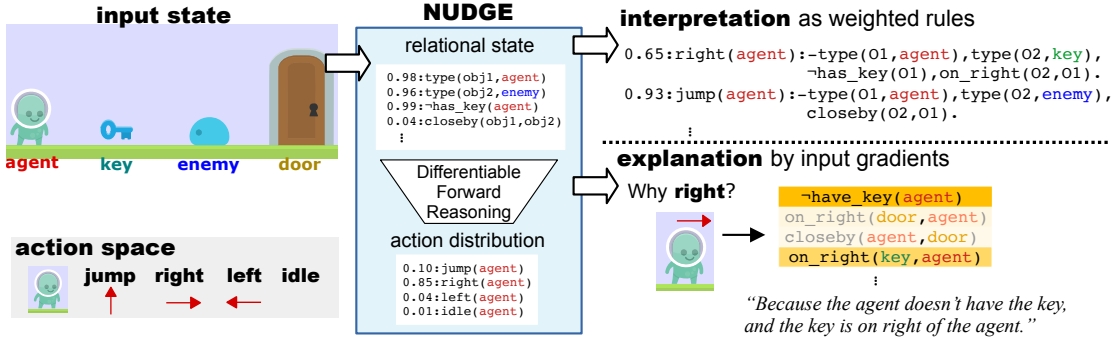 input state
agent
key
enemy
door
action space
jump
right
left
idle
NUDGE
relational state
0.98:type(obj1,agent)
0.96:type(obj2,enemy)
0.99:¬has_key(agent)
0.04:closeby(obj1,obj2)
⋮
Differentiable
Forward
Reasoning
action distribution
0.10:jump(agent)
0.85:right(agent)
0.04:left(agent)
0.01:idle(agent)
interpretation as weighted rules
0.65:right(agent):-type(O1,agent),type(O2,key),
¬has_key(O1),on_right(O2,O1).
0.93:jump(agent):-type(O1,agent),type(O2,enemy),
closeby(O2,O1).
⋮
explanation by input gradients
Why right?
¬have_key(agent)
on_right(door,agent)
closeby(agent,door)
on_right(key,agent)
⋮
“Because the agent doesn’t have the key,
and the key is on right of the agent.”